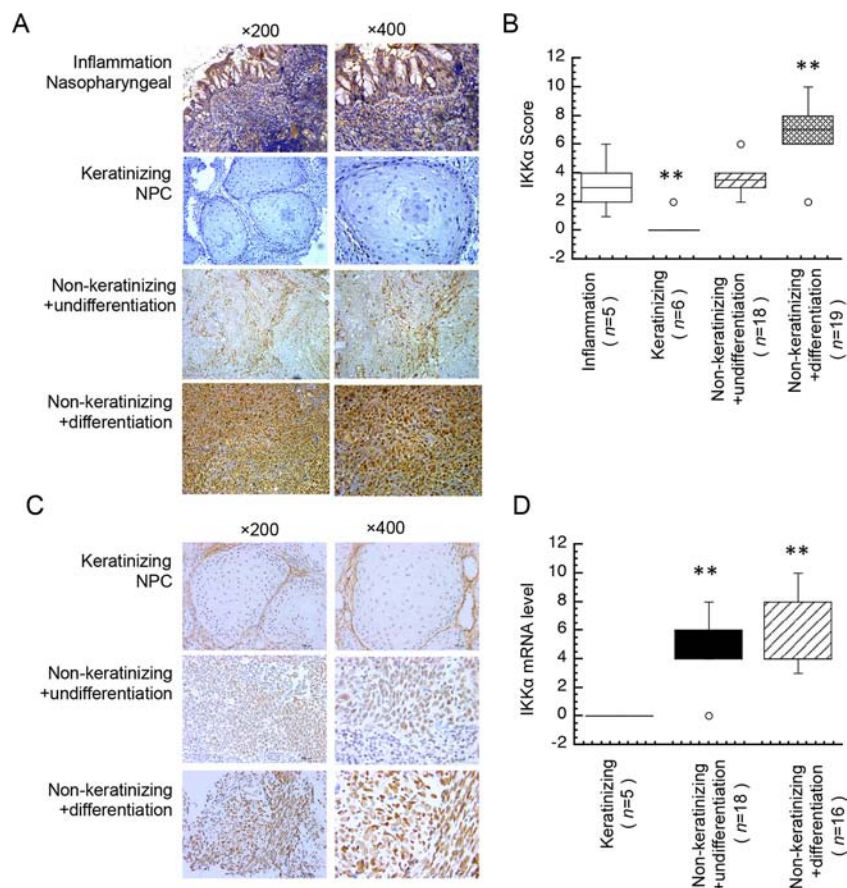 A
×200
×400
Inflammation
Nasopharyngeal
Keratinizing
NPC
Non-keratinizing
+undifferentiation
Non-keratinizing
+differentiation
B
IKKα Score
12
10
8
6
4
2
0
-2
**
**
Inflammation
( n=5 )
Keratinizing
( n=6 )
Non-keratinizing
+undifferentiation
( n=18 )
Non-keratinizing
+differentiation
( n=19 )
C
×200
×400
Keratinizing
NPC
Non-keratinizing
+undifferentiation
Non-keratinizing
+differentiation
D
IKKα mRNA level
12
10
8
6
4
2
0
-2
**
**
Keratinizing
( n=5 )
Non-keratinizing
+undifferentiation
( n=18 )
Non-keratinizing
+differentiation
( n=16 )